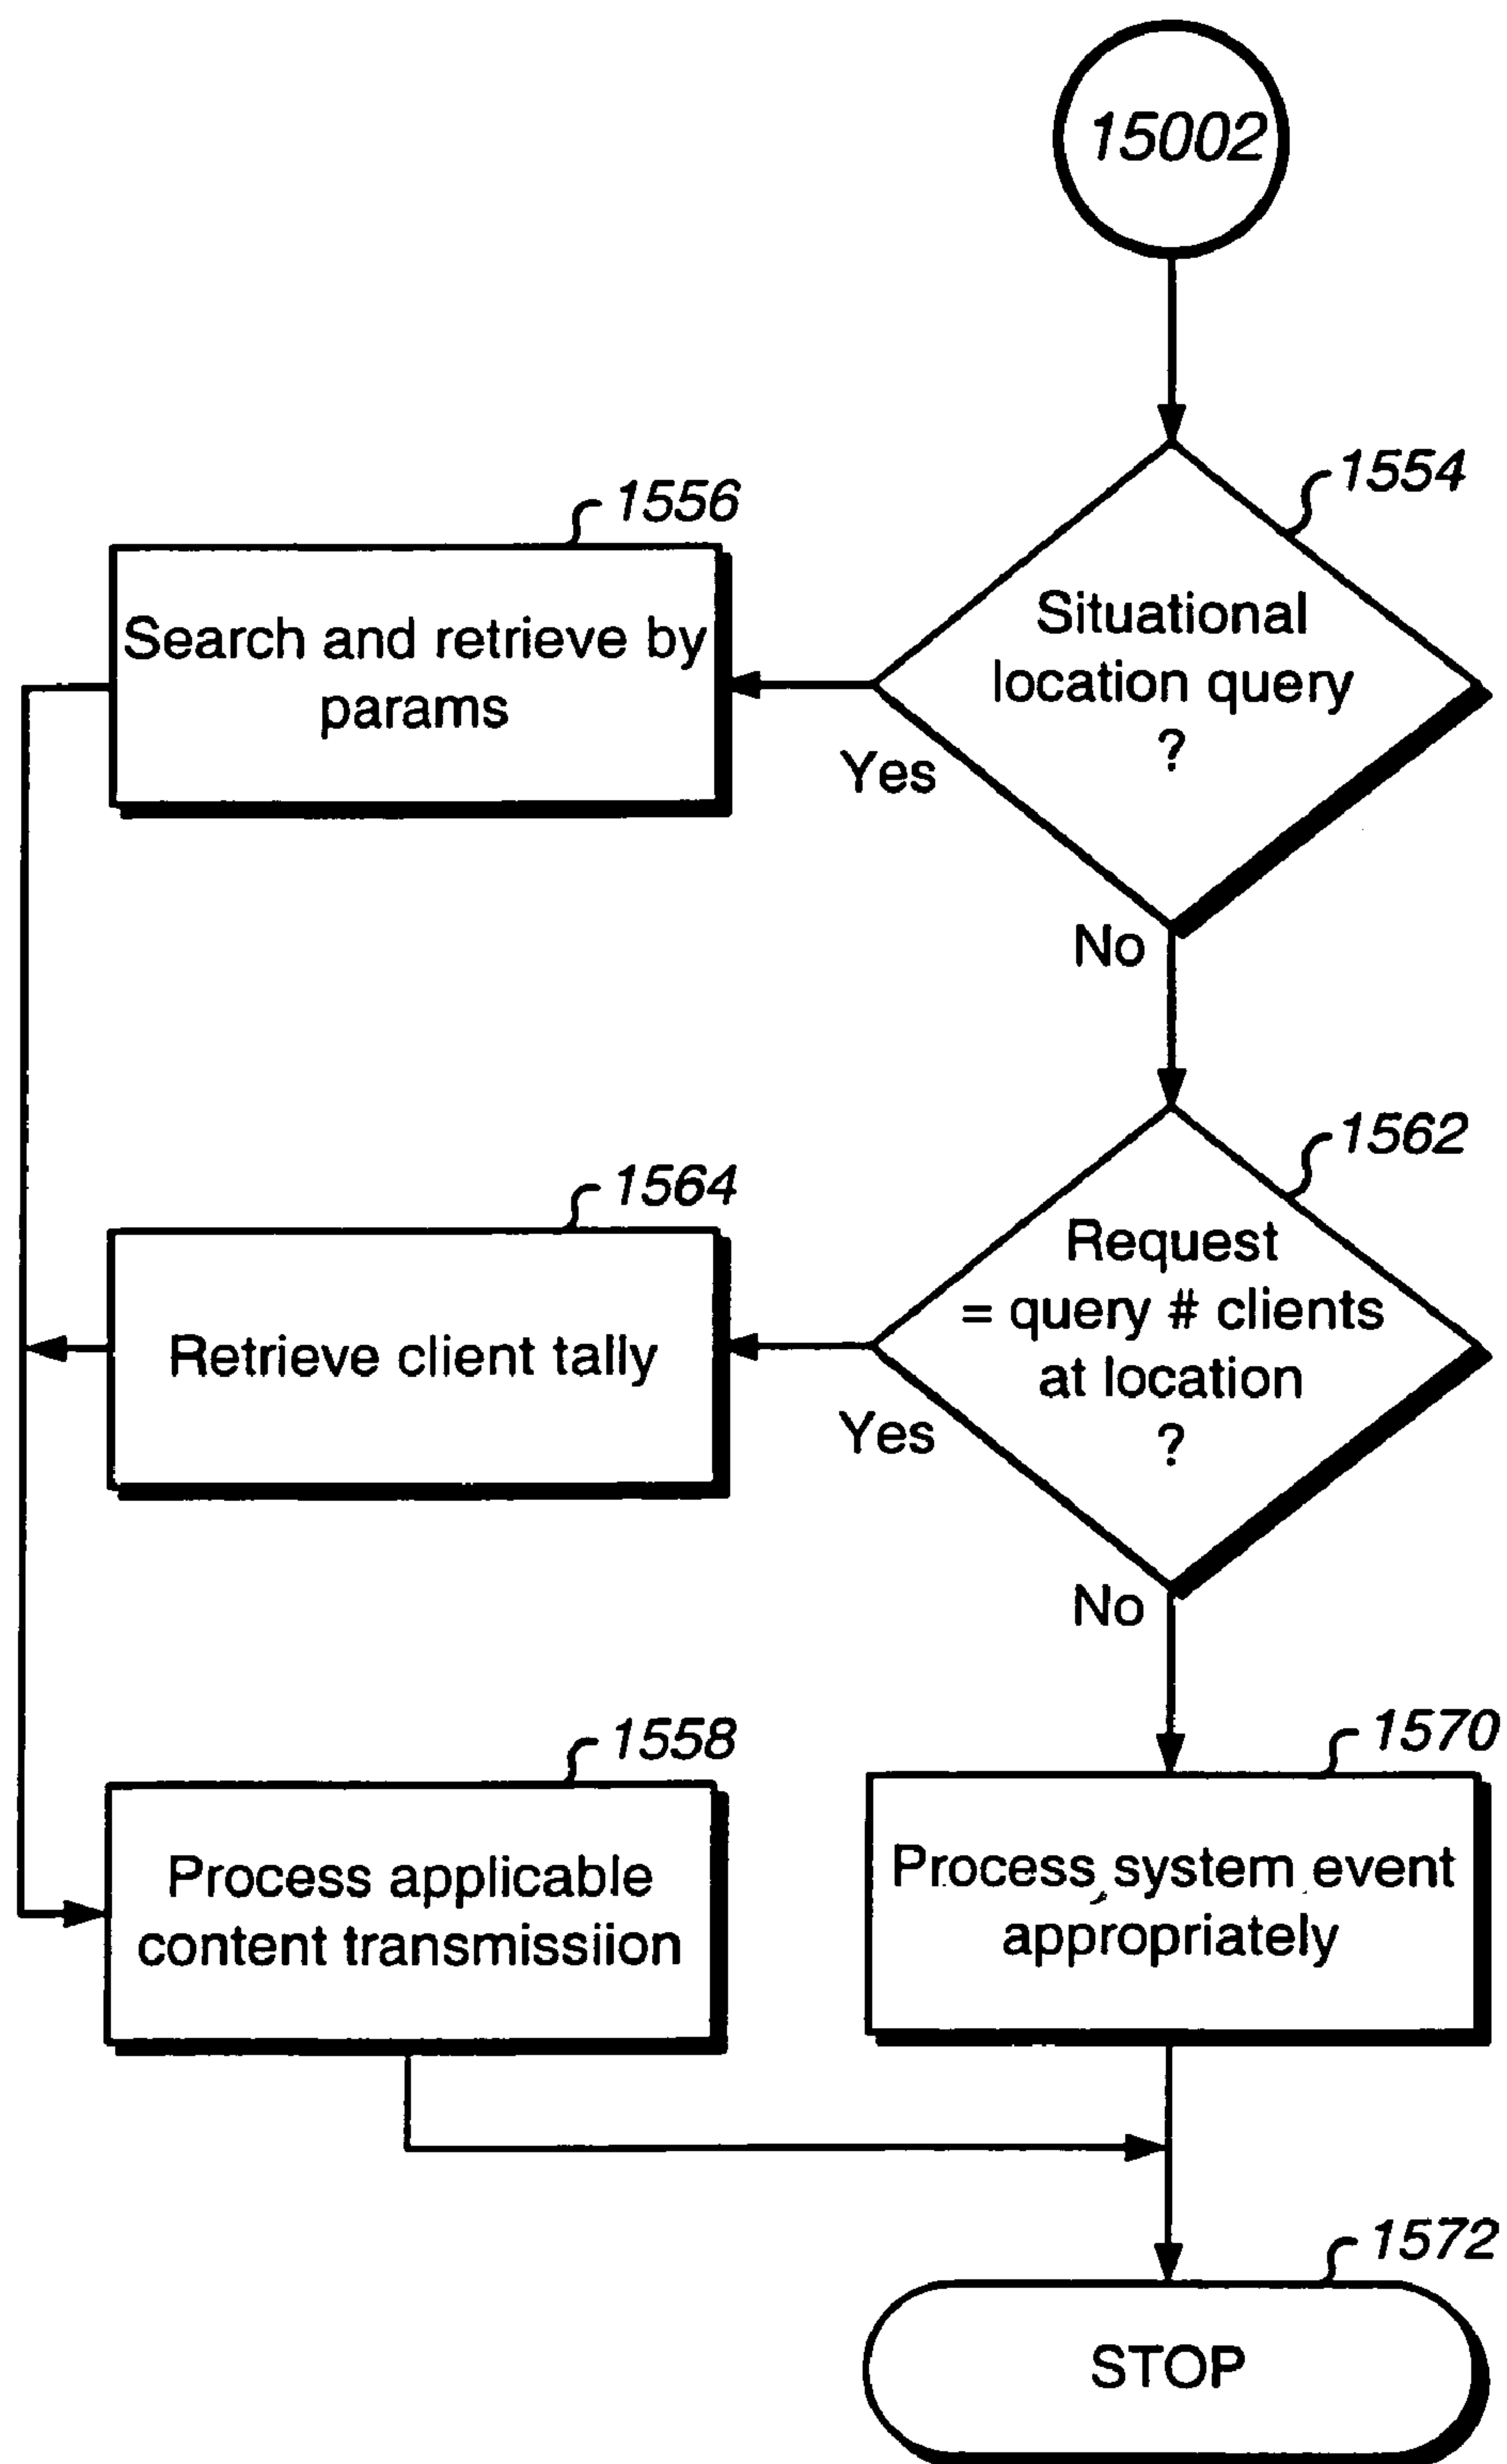 15002
1554
Situational
location query
?
Yes
No
1556
Search and retrieve by
params
1562
Request
= query # clients
at location
?
Yes
No
1564
Retrieve client tally
1558
Process applicable
content transmissiion
1570
Process system event
appropriately
1572
STOP